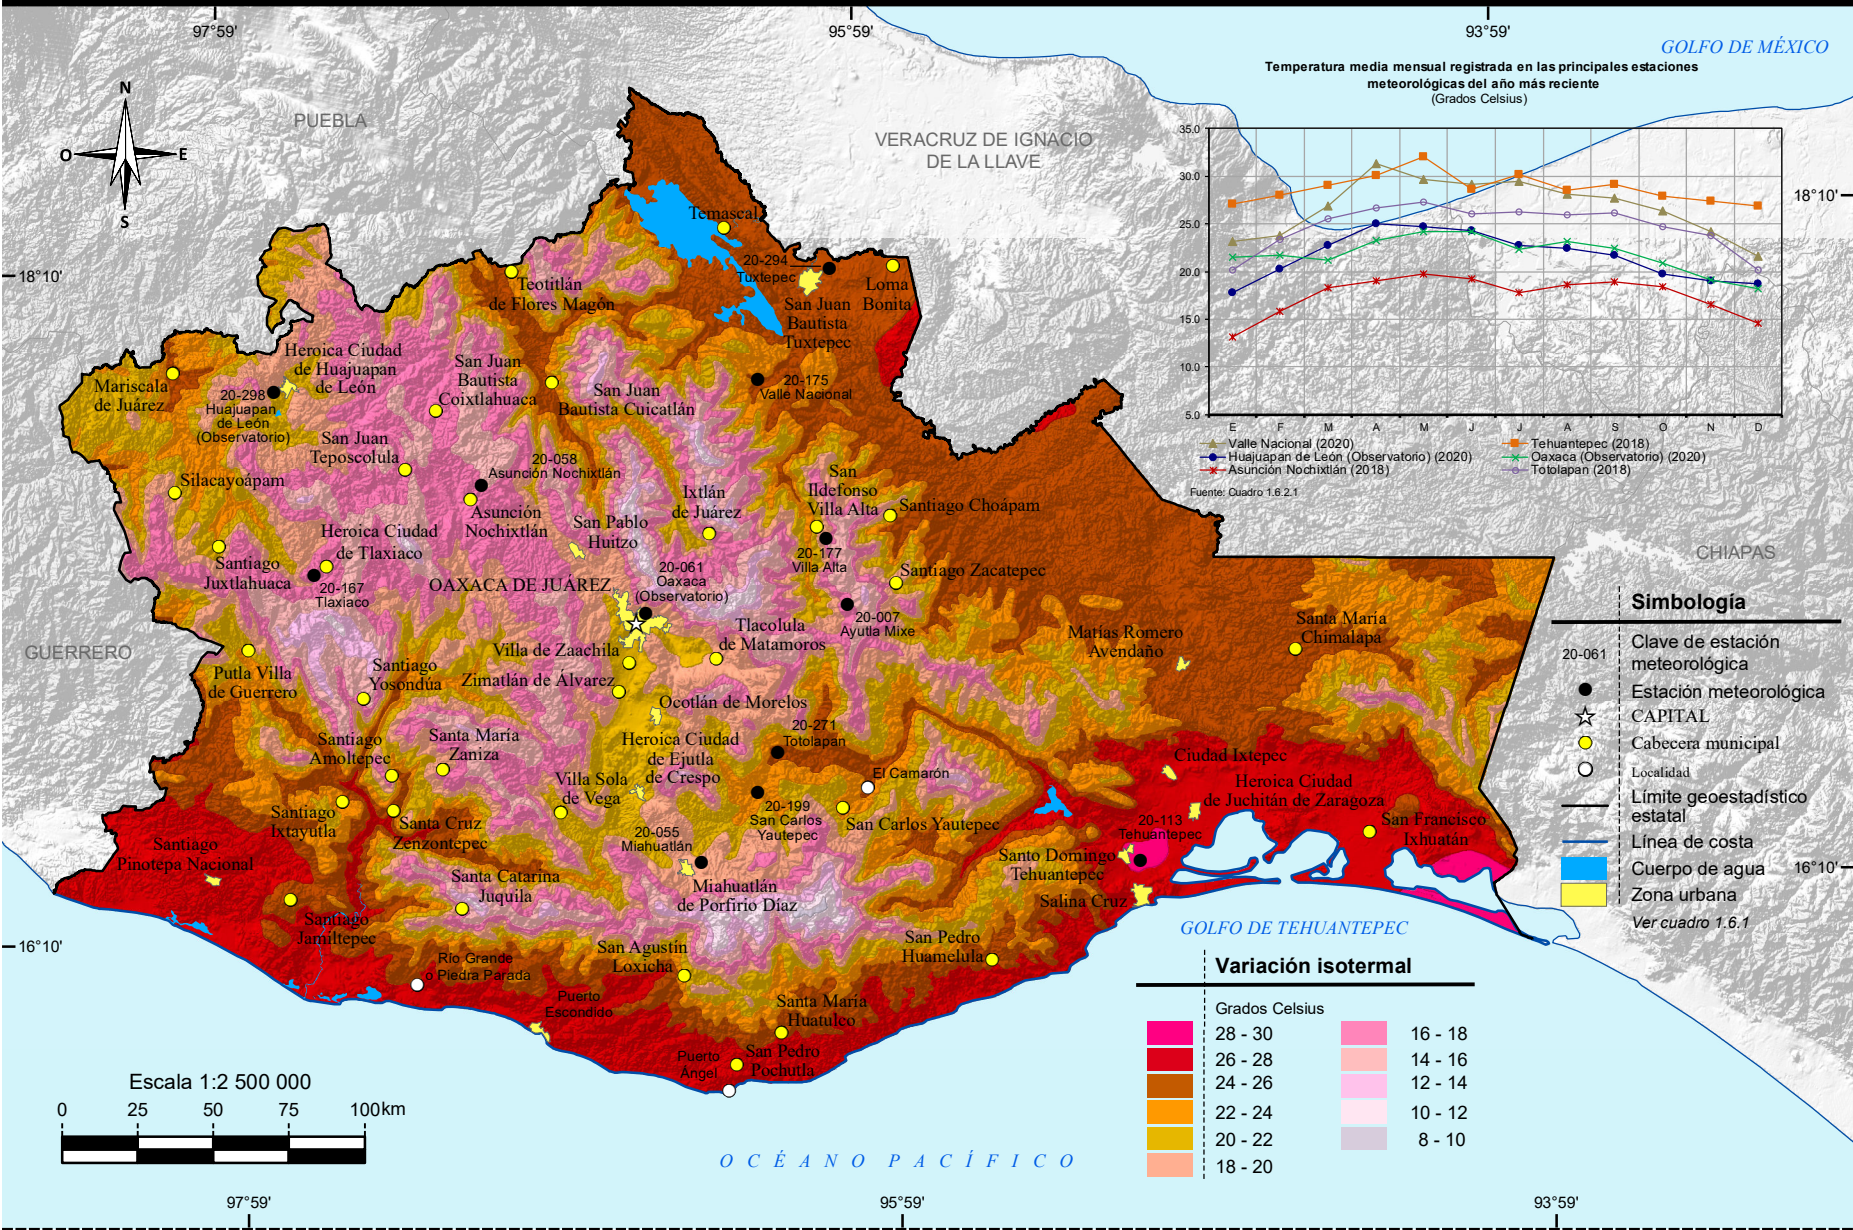 97°59'
95°59'
93°59'
GOLFO DE MÉXICO
Temperatura media mensual registrada en las principales estaciones
meteorológicas del año más reciente
(Grados Celsius)
35.0
30.0
25.0
20.0
15.0
10.0
5.0
E F M A M J J A S O N D
Valle Nacional (2020)
Tehuantepec (2018)
Huajuapan de León (Observatorio) (2020)
Oaxaca (Observatorio) (2020)
Asunción Nochixtlán (2018)
Totolapan (2018)
Fuente: Cuadro 1.6.2.1
N
O
E
S
PUEBLA
VERACRUZ DE IGNACIO
DE LA LLAVE
18°10'
18°10'
CHIAPAS
GUERRERO
Temascal
20-294
Tuxtepec
San Juan
Bautista
Tuxtepec
Loma
Bonita
Teotitlán
de Flores Magón
Heroica Ciudad
de Huajuapan
de León
Mariscala
de Juárez
20-298
Huajuapan
de León
(Observatorio)
San Juan
Bautista
Coixtlahuaca
San Juan
Bautista Cuicatlán
20-175
Valle Nacional
San Juan
Teposcolula
20-058
Asunción Nochixtlán
Silacayoápam
Asunción
Nochixtlán
San Pablo
Huitzo
Ixtlán
de Juárez
San
Ildefonso
Villa Alta
Santiago Choápam
20-177
Villa Alta
Heroica Ciudad
de Tlaxiaco
Santiago
Juxtlahuaca
20-167
Tlaxiaco
OAXACA DE JUÁREZ
20-061
Oaxaca
(Observatorio)
Santiago Zacatepec
20-007
Ayutla Mixe
Tlacolula
de Matamoros
Matías Romero
Avendaño
Santa María
Chimalapa
Villa de Zaachila
Putla Villa
de Guerrero
Santiago
Yosondúa
Zimatlán de Álvarez
Ocotlán de Morelos
20-271
Totolapan
Santiago
Amoltepec
Santa María
Zaniza
Heroica Ciudad
de Ejutla
de Crespo
Villa Sola
de Vega
El Camarón
Ciudad Ixtepec
Heroica Ciudad
de Juchitán de Zaragoza
Santiago
Ixtayutla
Santa Cruz
Zenzontepec
20-199
San Carlos
Yautepec
San Carlos Yautepec
20-113
Tehuantepec
San Francisco
Ixhuatán
20-055
Miahuatlán
Santiago
Pinotepa Nacional
Santo Domingo
Tehuantepec
Santa Catarina
Juquila
Miahuatlán
de Porfirio Díaz
Salina Cruz
Santiago
Jamiltepec
San Agustín
Loxicha
San Pedro
Huamelula
Río Grande
o Piedra Parada
Puerto
Escondido
Santa María
Huatulco
Puerto
Ángel
San Pedro
Pochutla
GOLFO DE TEHUANTEPEC
OCÉANO PACÍFICO
16°10'
16°10'
Simbología
20-061
Clave de estación
meteorológica
Estación meteorológica
CAPITAL
Cabecera municipal
Localidad
Límite geoestadístico
estatal
Línea de costa
Cuerpo de agua
Zona urbana
Ver cuadro 1.6.1
Variación isotermal
Grados Celsius
28 - 30
26 - 28
24 - 26
22 - 24
20 - 22
18 - 20
16 - 18
14 - 16
12 - 14
10 - 12
8 - 10
Escala 1:2 500 000
0 25 50 75 100km
97°59'
95°59'
93°59'